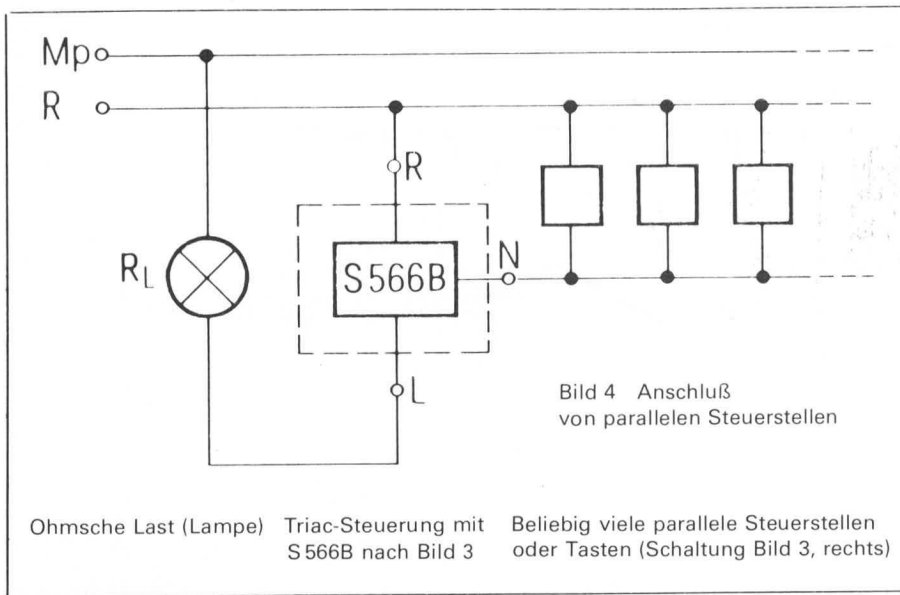 Mp
R
R
R_L
S566B
N
L
Bild 4 Anschluß
von parallelen Steuerstellen
Ohmsche Last (Lampe)
Triac-Steuerung mit
S566B nach Bild 3
Beliebig viele parallele Steuerstellen
oder Tasten (Schaltung Bild 3, rechts)